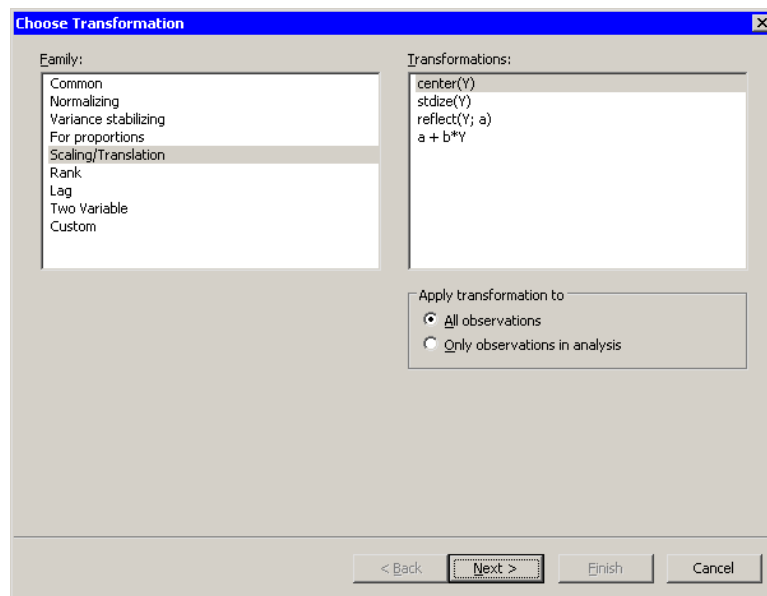 Choose Transformation
Family:
Common
Normalizing
Variance stabilizing
For proportions
Scaling/Translation
Rank
Lag
Two Variable
Custom
Transformations:
center(Y)
stdize(Y)
reflect(Y; a)
a + b*Y
Apply transformation to
All observations
Only observations in analysis
< Back
Next >
Finish
Cancel